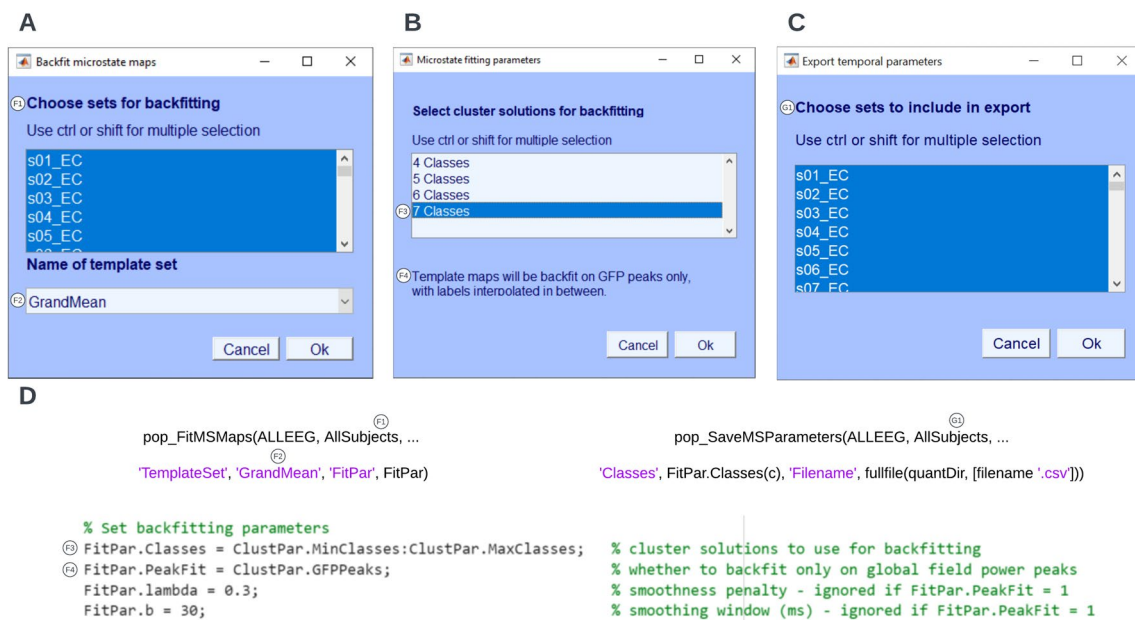 A
B
C
Backfit microstate maps
F1 Choose sets for backfitting
Use ctrl or shift for multiple selection
s01_EC
s02_EC
s03_EC
s04_EC
s05_EC
Name of template set
F2 GrandMean
Cancel Ok
Microstate fitting parameters
Select cluster solutions for backfitting
Use ctrl or shift for multiple selection
4 Classes
5 Classes
6 Classes
F3 7 Classes
F4 Template maps will be backfit on GFP peaks only,
with labels interpolated in between.
Cancel Ok
Export temporal parameters
G1 Choose sets to include in export
Use ctrl or shift for multiple selection
s01_EC
s02_EC
s03_EC
s04_EC
s05_EC
s06_EC
s07_EC
Cancel Ok
D
F1
pop_FitMSMaps(ALLEEG, AllSubjects, ...
F2
'TemplateSet', 'GrandMean', 'FitPar', FitPar)
G1
pop_SaveMSParameters(ALLEEG, AllSubjects, ...
'Classes', FitPar.Classes(c), 'Filename', fullfile(quantDir, [filename '.csv']))
% Set backfitting parameters
F3 FitPar.Classes = ClustPar.MinClasses:ClustPar.MaxClasses; % cluster solutions to use for backfitting
F4 FitPar.PeakFit = ClustPar.GFPPeaks; % whether to backfit only on global field power peaks
FitPar.lambda = 0.3; % smoothness penalty - ignored if FitPar.PeakFit = 1
FitPar.b = 30; % smoothing window (ms) - ignored if FitPar.PeakFit = 1